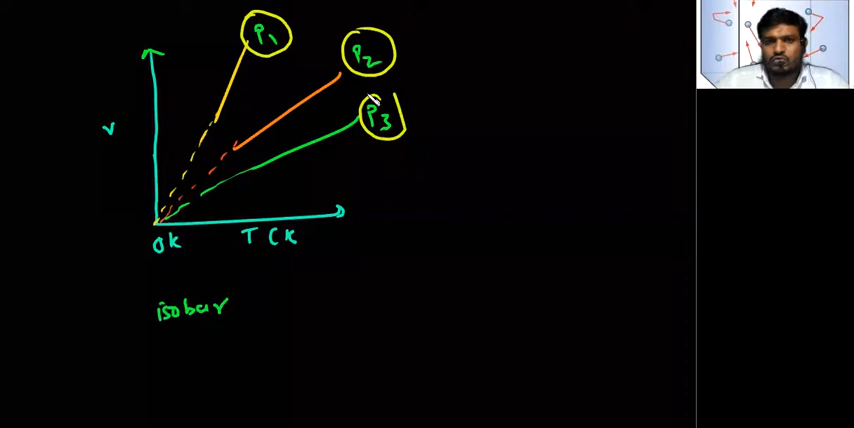 P1
P2
P3
v
0K
T ( K
isobar